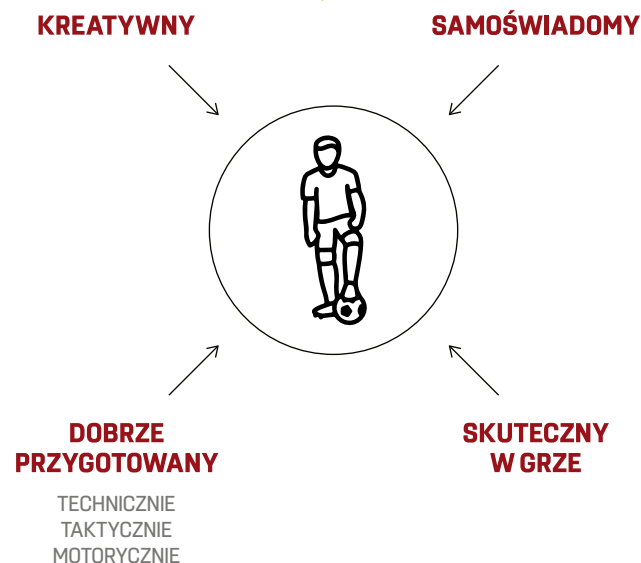 KREATYWNY
SAMOŚWIADOMY
DOBRZE
PRZYGOTOWANY
TECHNICZNIE
TAKTYCZNIE
MOTORYCZNIE
SKUTECZNY
W GRZE